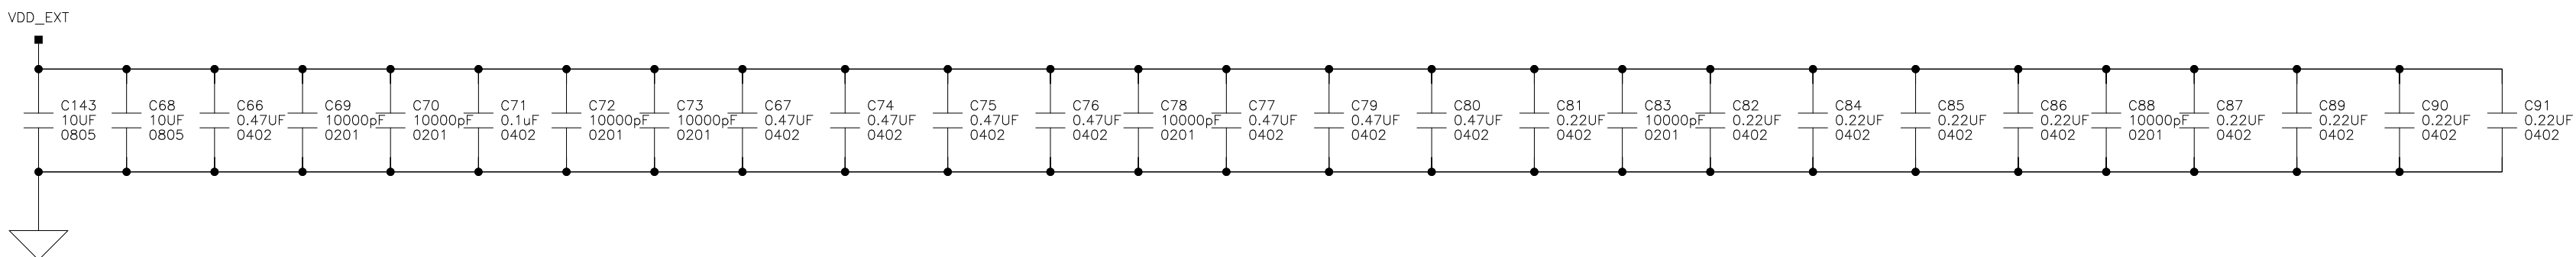 VDD_EXT
C143
10UF
0805
C68
10UF
0805
C66
0.47UF
0402
C69
10000pF
0201
C70
10000pF
0201
C71
0.1uF
0402
C72
10000pF
0201
C73
10000pF
0201
C67
0.47UF
0402
C74
0.47UF
0402
C75
0.47UF
0402
C76
0.47UF
0402
C78
10000pF
0201
C77
0.47UF
0402
C79
0.47UF
0402
C80
0.47UF
0402
C81
0.22UF
0402
C83
10000pF
0201
C82
0.22UF
0402
C84
0.22UF
0402
C85
0.22UF
0402
C86
0.22UF
0402
C88
10000pF
0201
C87
0.22UF
0402
C89
0.22UF
0402
C90
0.22UF
0402
C91
0.22UF
0402